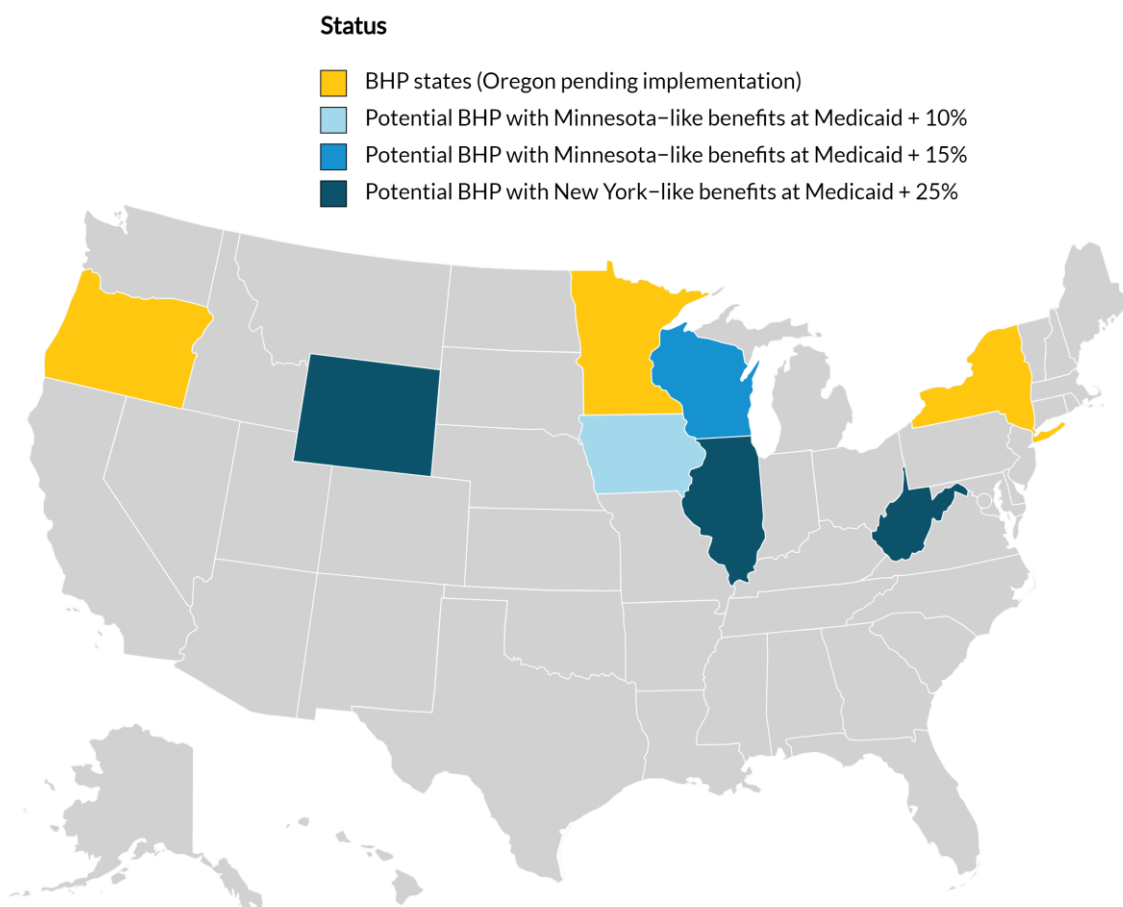 Status
BHP states (Oregon pending implementation)
Potential BHP with Minnesota–like benefits at Medicaid + 10%
Potential BHP with Minnesota–like benefits at Medicaid + 15%
Potential BHP with New York–like benefits at Medicaid + 25%